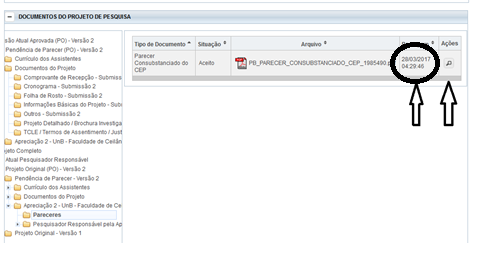 DOCUMENTOS DO PROJETO DE PESQUISA
são Atual Aprovada (PO) - Versão 2
Pendência de Parecer (PO) - Versão 2
Currículo dos Assistentes
Documentos do Projeto
Comprovante de Recepção - Submiss
Cronograma - Submissão 2
Folha de Rosto - Submissão 2
Informações Básicas do Projeto - Sub
Outros - Submissão 2
Projeto Detalhado / Brochura Investiga
TCLE / Termos de Assentimento / Just
Apreciação 2 - UnB - Faculdade de Ceilân
jeto Completo
Atual Pesquisador Responsável
Projeto Original (PO) - Versão 2
Pendência de Parecer - Versão 2
Currículo dos Assistentes
Documentos do Projeto
Apreciação 2 - UnB - Faculdade de Cei
Pareceres
Pesquisador Responsável pela Ap
Projeto Original - Versão 1
Tipo de Documento Situação Arquivo Ações
Parecer Consubstanciado do CEP
Aceito
PB_PARECER_CONSUBSTANCIADO_CEP_1985490.p
28/03/2017
04:29:46